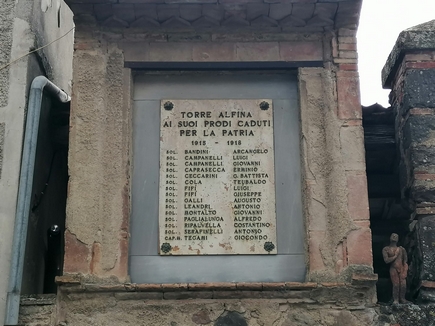 TORRE ALFINA
AI SUOI PRODI CADUTI
PER LA PATRIA
1915 - 1918
SOL. BANDINI ARCANGELO
SOL. CAMPANELLI LUIGI
SOL. CAMPANELLI GIOVANNI
SOL. CAPRASECCA ERMINIO
SOL. CECCARINI G. BATTISTA
SOL. COLA TEUBALDO
SOL. FIFI LUIGI
SOL. FIFI GIUSEPPE
SOL. GALLI AUGUSTO
SOL. LEANDRI ANTONIO
SOL. MONTALTO GIOVANNI
SOL. PAGLIALUNGA ALFREDO
SOL. RIPALVELLA COSTANTINO
SOL. SERAFINELLI ANTONIO
CAP.M. TEGAMI GIOCONDO